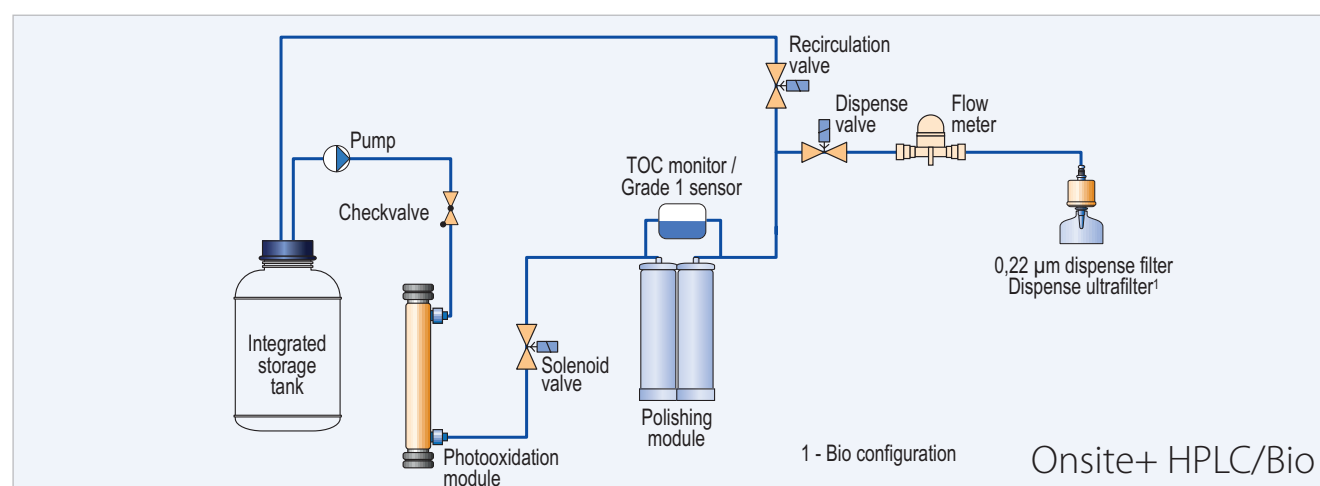 Recirculation
valve
Dispense
valve
Flow
meter
Pump
TOC monitor /
Grade 1 sensor
Checkvalve
0,22 µm dispense filter
Dispense ultrafilter¹
Integrated
storage
tank
Solenoid
valve
Polishing
module
Photooxidation
module
1 - Bio configuration
Onsite+ HPLC/Bio